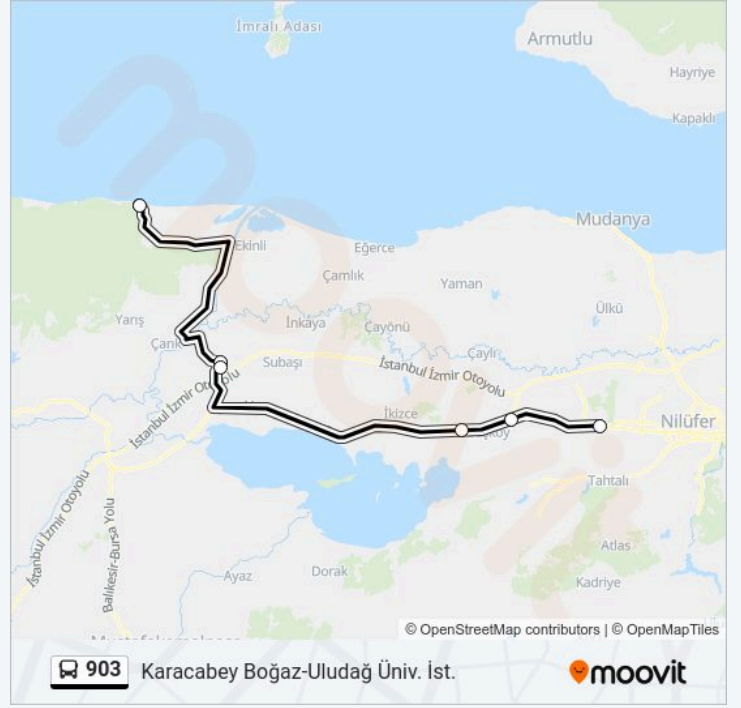 İmralı Adası
Armutlu
Hayriye
Kapaklı
Mudanya
Ekinli
Eğerce
Çamlık
Yaman
Ülkü
Yarış
İnkaya
Çayönü
Çaylı
Subaşı
İstanbul İzmir Otoyolu
İstanbul İzmir Otoyolu
İkizce
Nilüfer
Tahtalı
İstanbul İzmir Otoyolu
Balıkesir-Bursa Yolu
Atlas
Dorak
Ayaz
Kadriye
© OpenStreetMap contributors | © OpenMapTiles
903 Karacabey Boğaz-Uludağ Üniv. İst.
moovit